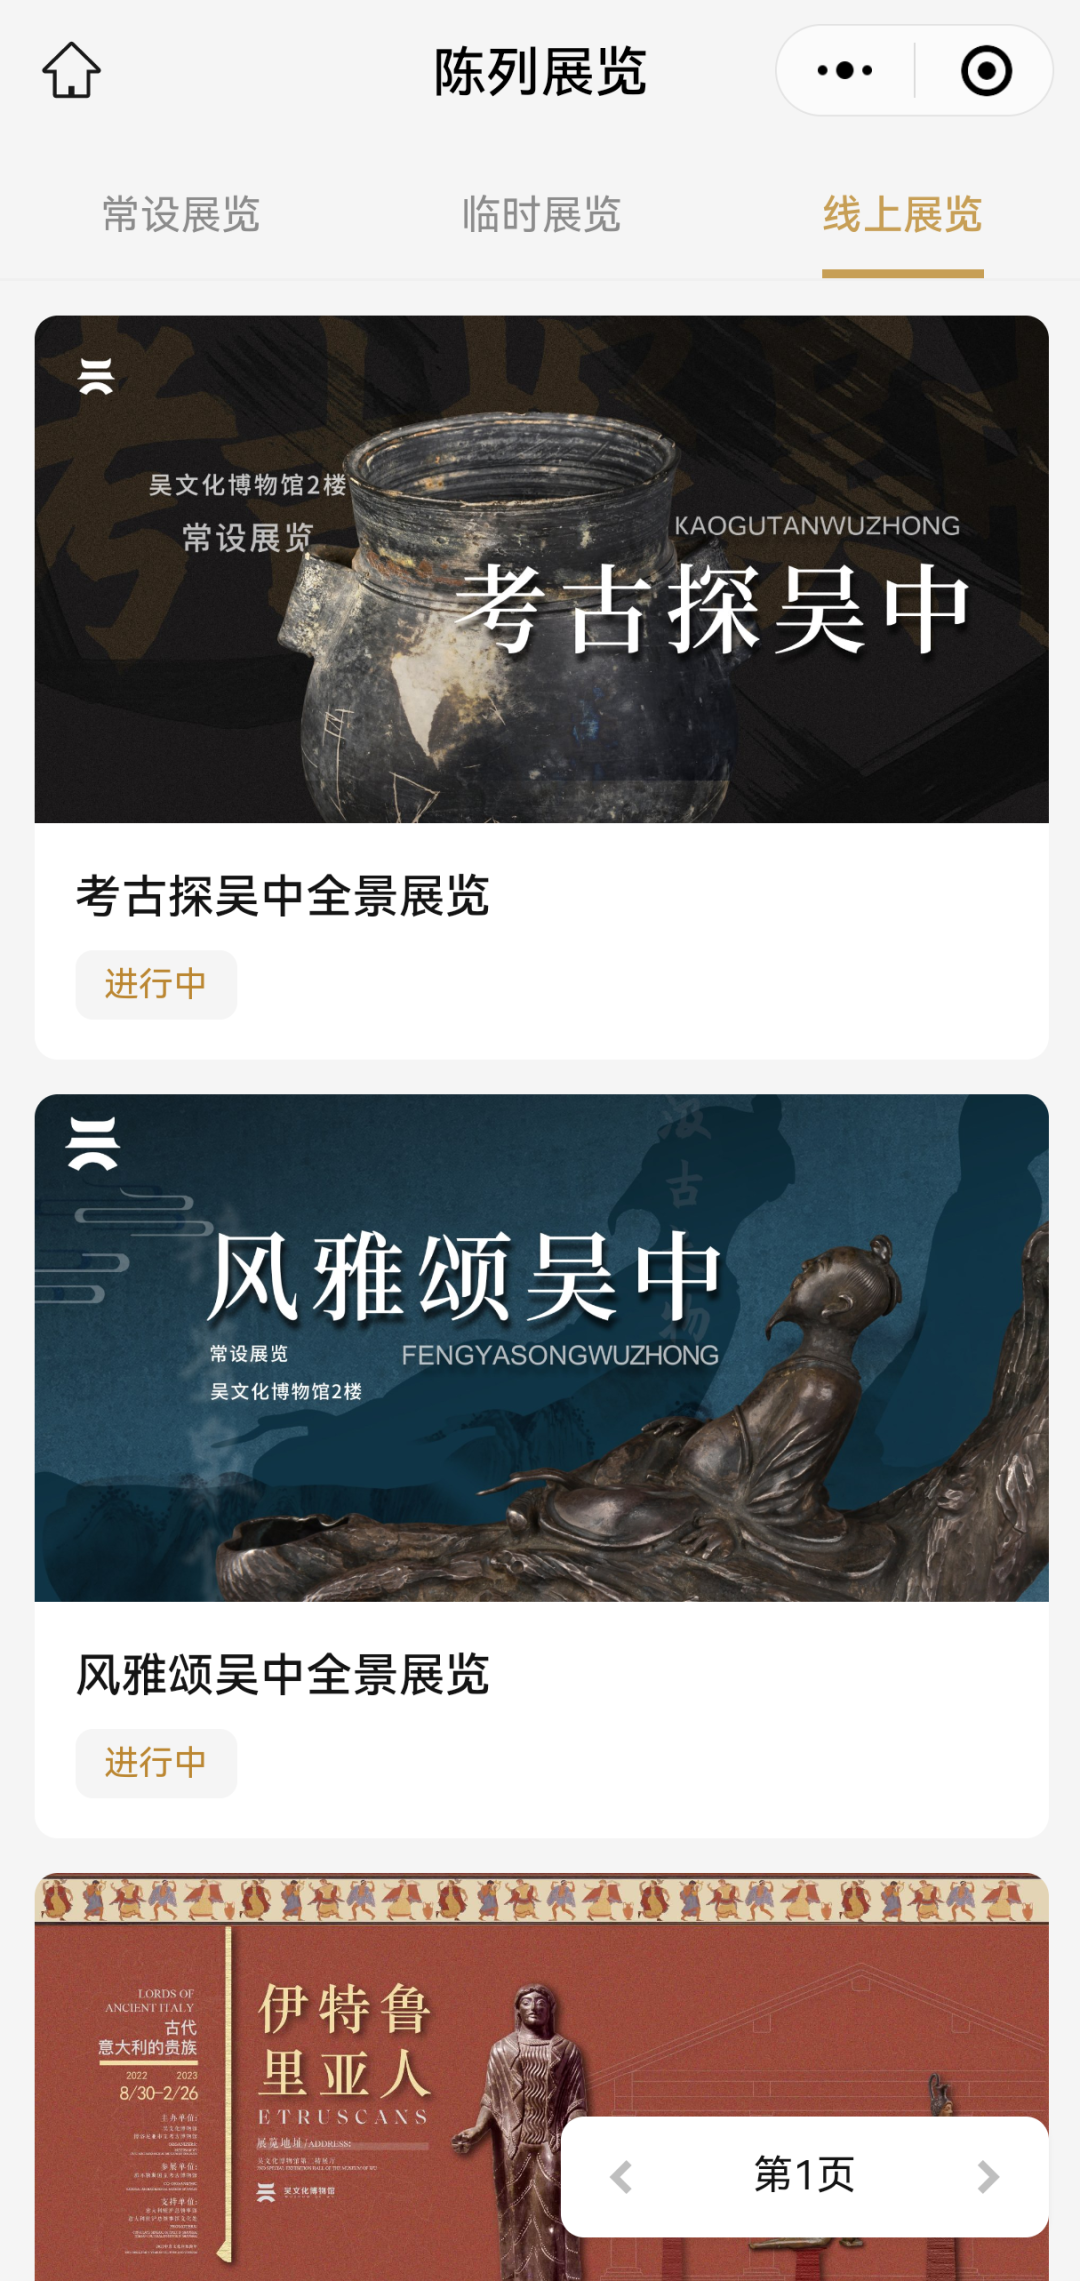 陈列展览
常设展览
临时展览
线上展览
吴文化博物馆2楼
常设展览
KAOGUTANWUZHONG
考古探吴中
考古探吴中全景展览
进行中
风雅颂吴中
常设展览
FENGYASONGWUZHONG
吴文化博物馆2楼
风雅颂吴中全景展览
进行中
LORDS OF
ANCIENT ITALY
古代
意大利的贵族
2022 2023
8/30-2/26
主办单位:
参展单位:
支持单位:
伊特鲁
里亚人
ETRUSCANS
展览地址/ADDRESS:
吴文化博物馆
第1页